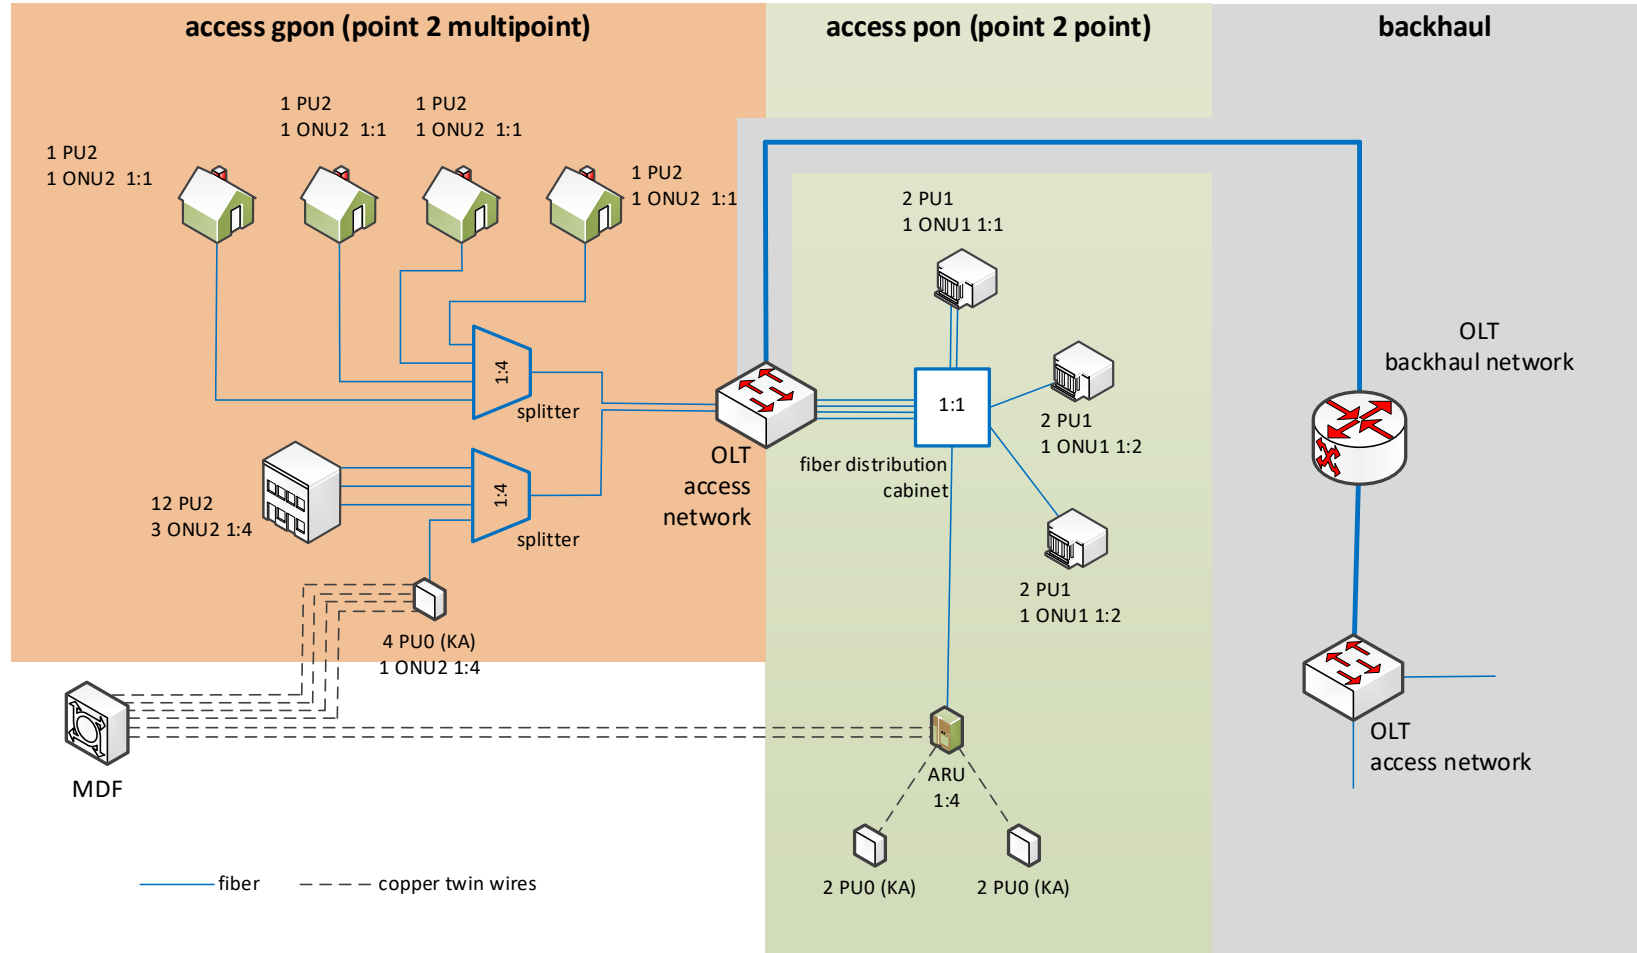 access gpon (point 2 multipoint)
access pon (point 2 point)
backhaul
1 PU2
1 ONU2 1:1
1 PU2
1 ONU2 1:1
1 PU2
1 ONU2 1:1
1 PU2
1 ONU2 1:1
1:4
splitter
12 PU2
3 ONU2 1:4
1:4
splitter
4 PU0 (KA)
1 ONU2 1:4
MDF
OLT
access
network
2 PU1
1 ONU1 1:1
1:1
fiber distribution
cabinet
2 PU1
1 ONU1 1:2
2 PU1
1 ONU1 1:2
ARU
1:4
2 PU0 (KA)
2 PU0 (KA)
OLT
backhaul network
OLT
access network
fiber
copper twin wires